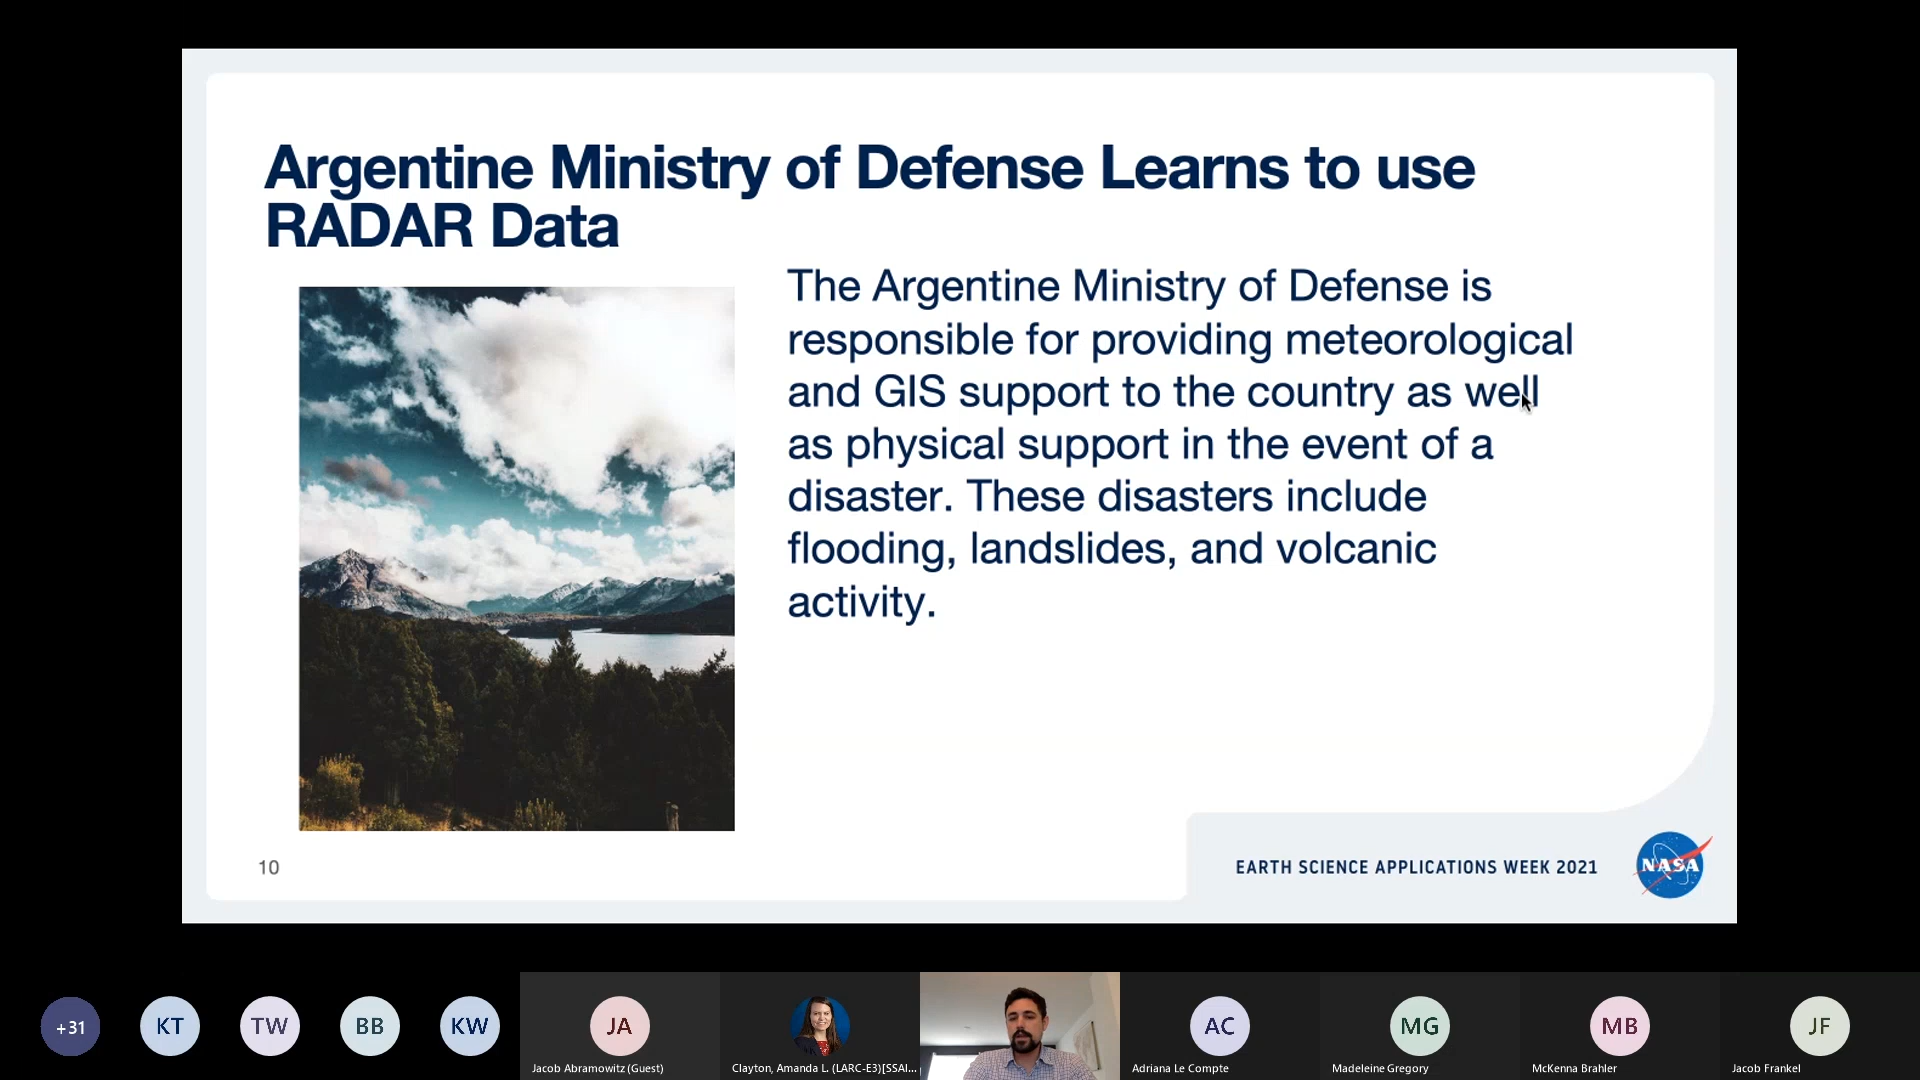 Argentine Ministry of Defense Learns to use
RADAR Data
The Argentine Ministry of Defense is
responsible for providing meteorological
and GIS support to the country as well
as physical support in the event of a
disaster. These disasters include
flooding, landslides, and volcanic
activity.
10
EARTH SCIENCE APPLICATIONS WEEK 2021
NASA
+31
KT
TW
BB
KW
JA
AC
MG
MB
JF
Jacob Abramowitz (Guest)
Clayton, Amanda L. (LARC-E3)[SSAI...
Adriana Le Compte
Madeleine Gregory
McKenna Brahler
Jacob Frankel